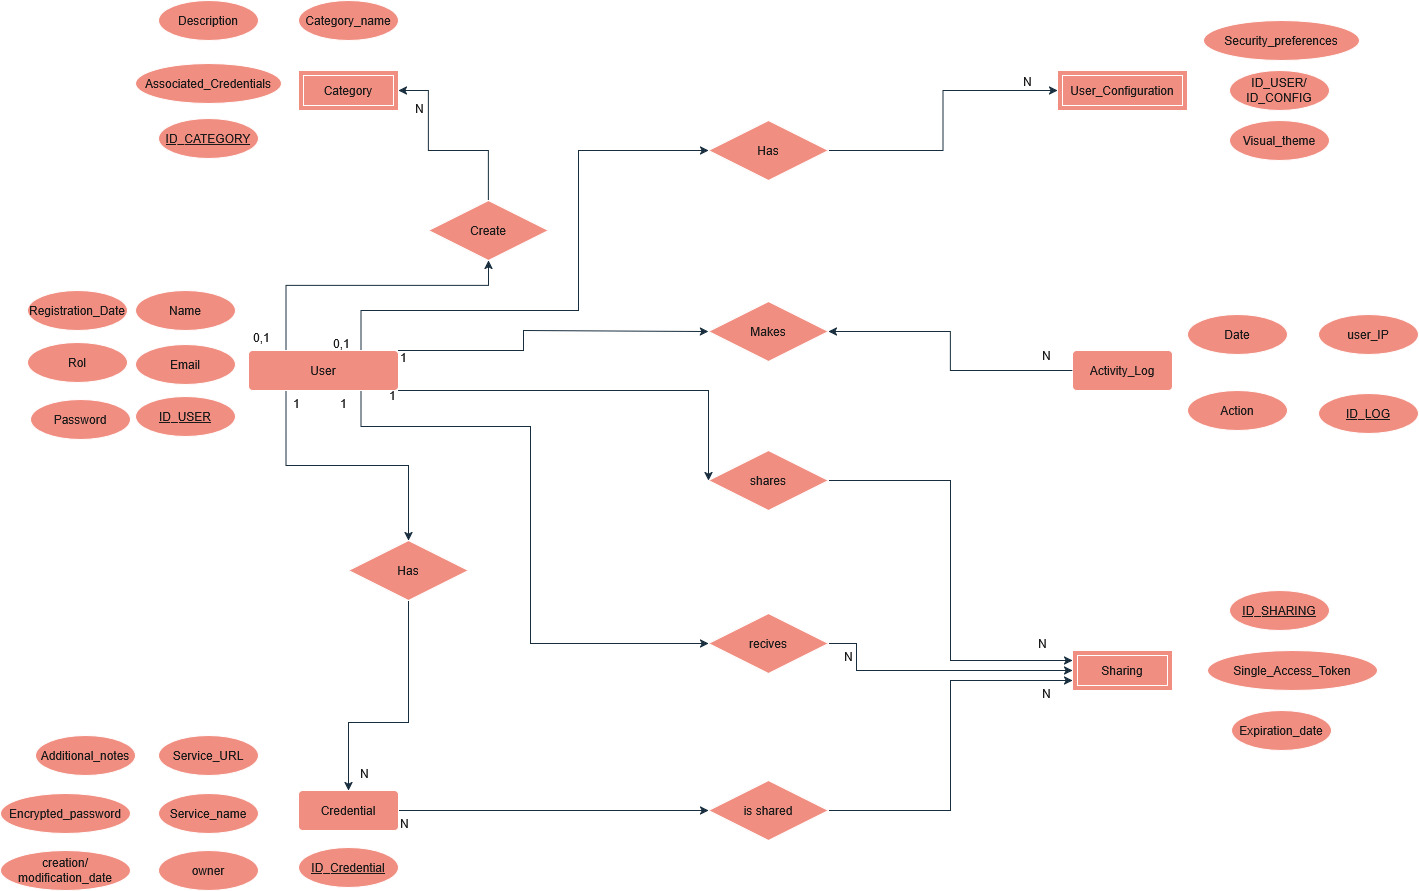 Description
Category_name
Security_preferences
Associated_Credentials
Category
N
N
User_Configuration
ID_USER/
ID_CONFIG
ID_CATEGORY
Has
Visual_theme
Create
Registration_Date
Name
0,1
0,1
1
Makes
N
Date
user_IP
Rol
Email
User
Activity_Log
Password
ID_USER
1
1
1
Action
ID_LOG
shares
Has
ID_SHARING
recives
N
N
Sharing
Single_Access_Token
N
Expiration_date
Additional_notes
Service_URL
N
Encrypted_password
Service_name
Credential
N
is shared
creation/
modification_date
owner
ID_Credential